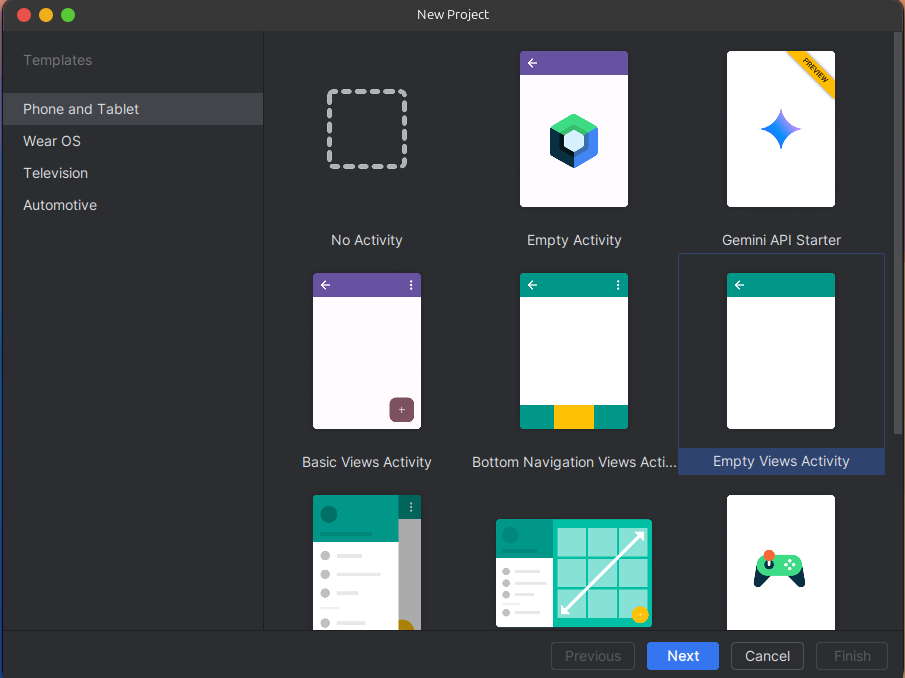 New Project
Templates
Phone and Tablet
Wear OS
Television
Automotive
PREVIEW
No Activity
Empty Activity
Gemini API Starter
Basic Views Activity
Bottom Navigation Views Acti...
Empty Views Activity
Previous
Next
Cancel
Finish